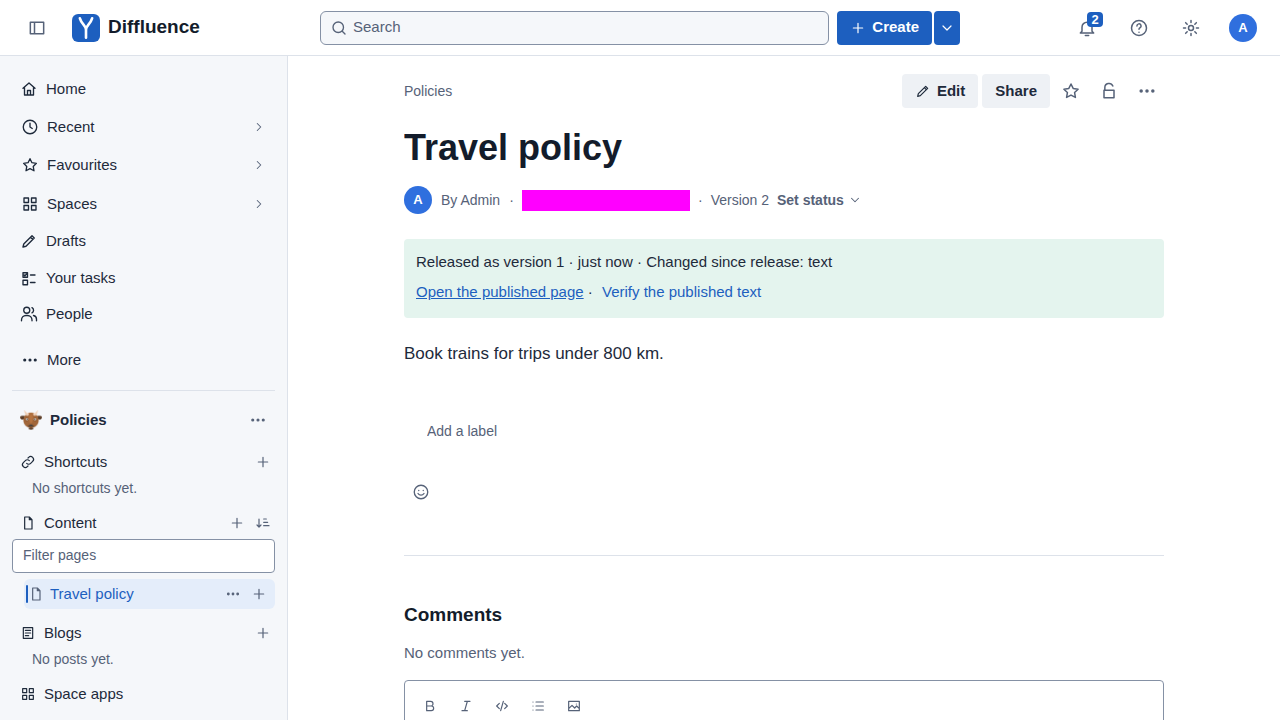 Diffluence
Search
Create
2
A
Home
Recent
Favourites
Spaces
Drafts
Your tasks
People
More
Policies
Shortcuts
No shortcuts yet.
Content
Filter pages
Travel policy
Blogs
No posts yet.
Space apps
Policies
Edit
Share
Travel policy
A By Admin · · Version 2 Set status
Released as version 1 · just now · Changed since release: text
Open the published page · Verify the published text
Book trains for trips under 800 km.
Add a label
Comments
No comments yet.